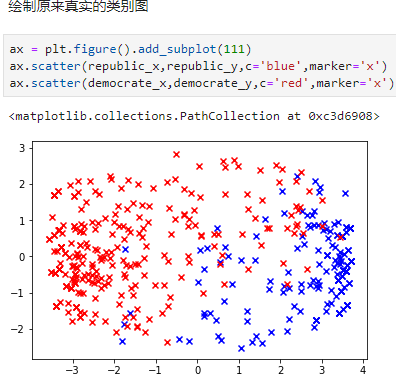 绘制原来真实的类别图
ax = plt.figure().add_subplot(111)
ax.scatter(republic_x,republic_y,c='blue',marker='x')
ax.scatter(democrate_x,democrate_y,c='red',marker='x')
<matplotlib.collections.PathCollection at 0xc3d6908>
3
2
1
0
−1
−2
−3 −2 −1 0 1 2 3 4